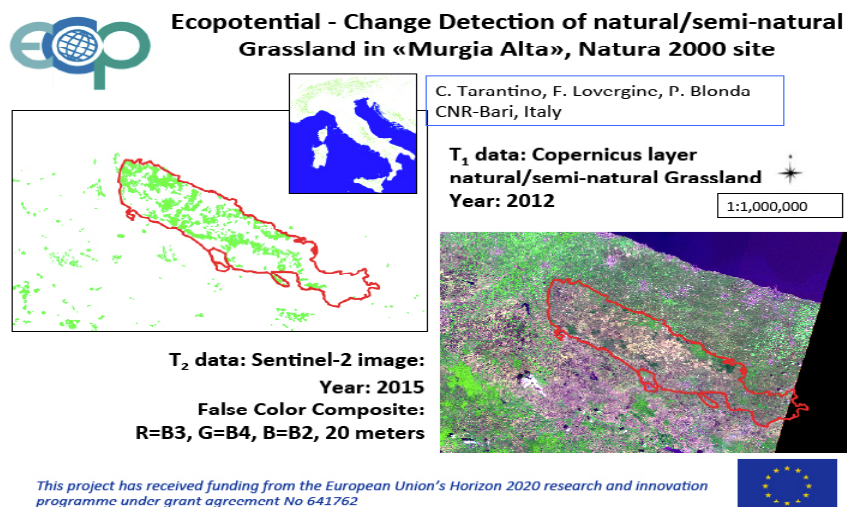 ecop
Ecopotential - Change Detection of natural/semi-natural
Grassland in «Murgia Alta», Natura 2000 site
C. Tarantino, F. Lovergine, P. Blonda
CNR-Bari, Italy
T1 data: Copernicus layer
natural/semi-natural Grassland
Year: 2012
1:1,000,000
T2 data: Sentinel-2 image:
Year: 2015
False Color Composite:
R=B3, G=B4, B=B2, 20 meters
This project has received funding from the European Union's Horizon 2020 research and innovation
programme under grant agreement No 641762